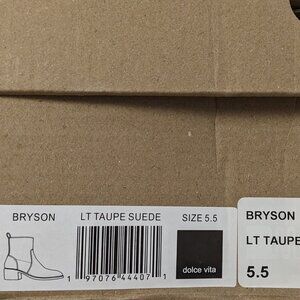 BRYSON LT TAUPE SUEDE SIZE 5.5
1 97076 44407 1
dolce vita
BRYSON
LT TAUPE
5.5